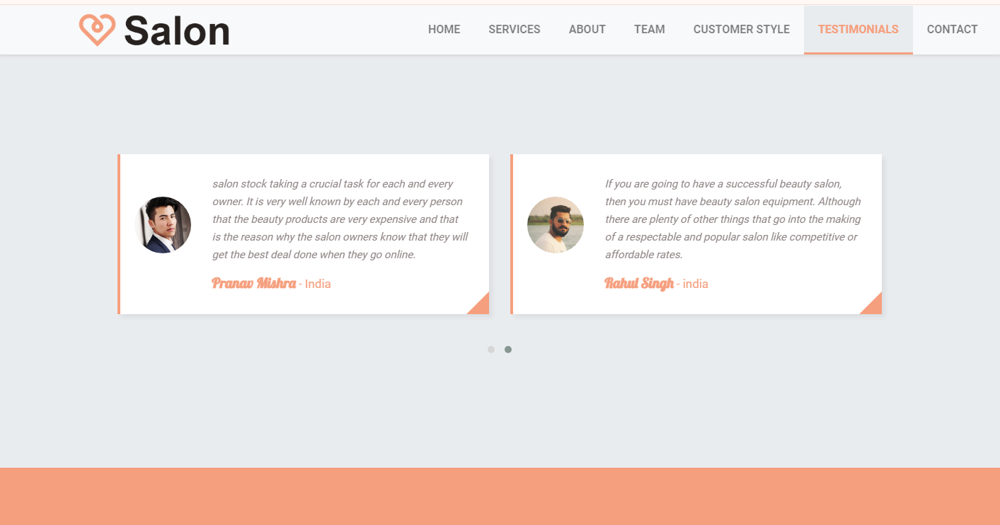 Salon
HOME SERVICES ABOUT TEAM CUSTOMER STYLE TESTIMONIALS CONTACT
salon stock taking a crucial task for each and every
owner. It is very well known by each and every person
that the beauty products are very expensive and that
is the reason why the salon owners know that they will
get the best deal done when they go online.
Pranav Mishra - India
If you are going to have a successful beauty salon,
then you must have beauty salon equipment. Although
there are plenty of other things that go into the making
of a respectable and popular salon like competitive or
affordable rates.
Rahul Singh - india